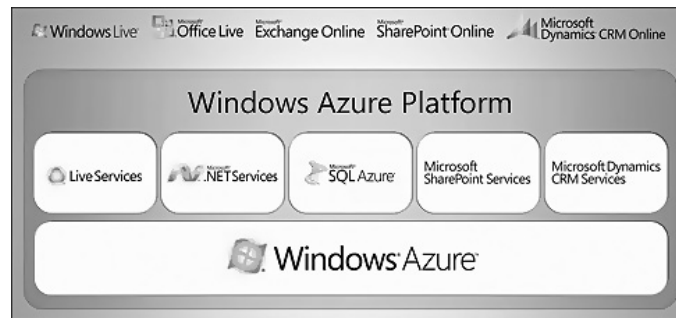 Windows Live Microsoft Office Live Microsoft Exchange Online Microsoft SharePoint Online Microsoft Dynamics CRM Online
Windows Azure Platform
Live Services
Microsoft .NET Services
Microsoft SQL Azure
Microsoft
SharePoint Services
Microsoft Dynamics
CRM Services
Windows Azure